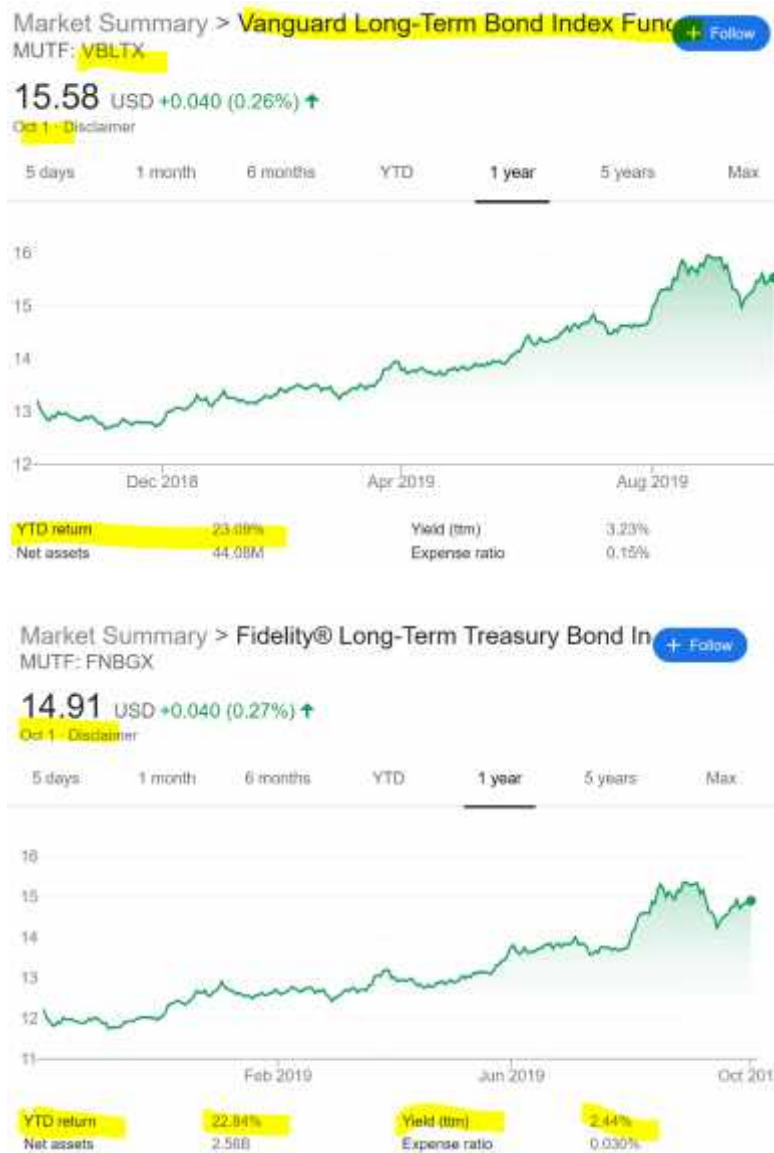 Market Summary > Vanguard Long-Term Bond Index Fund
+ Follow
MUTF: VBLTX
15.58 USD +0.040 (0.26%) ↑
Oct 1 · Disclaimer
5 days 1 month 6 months YTD 1 year 5 years Max
16
15
14
13
12
Dec 2018 Apr 2019 Aug 2019
YTD return 23.09% Yield (ttm) 3.23%
Net assets 44.08M Expense ratio 0.15%
Market Summary > Fidelity® Long-Term Treasury Bond In
+ Follow
MUTF: FNBGX
14.91 USD +0.040 (0.27%) ↑
Oct 1 · Disclaimer
5 days 1 month 6 months YTD 1 year 5 years Max
16
15
14
13
12
11
Feb 2019 Jun 2019 Oct 201
YTD return 22.84% Yield (ttm) 2.44%
Net assets 2.56B Expense ratio 0.030%